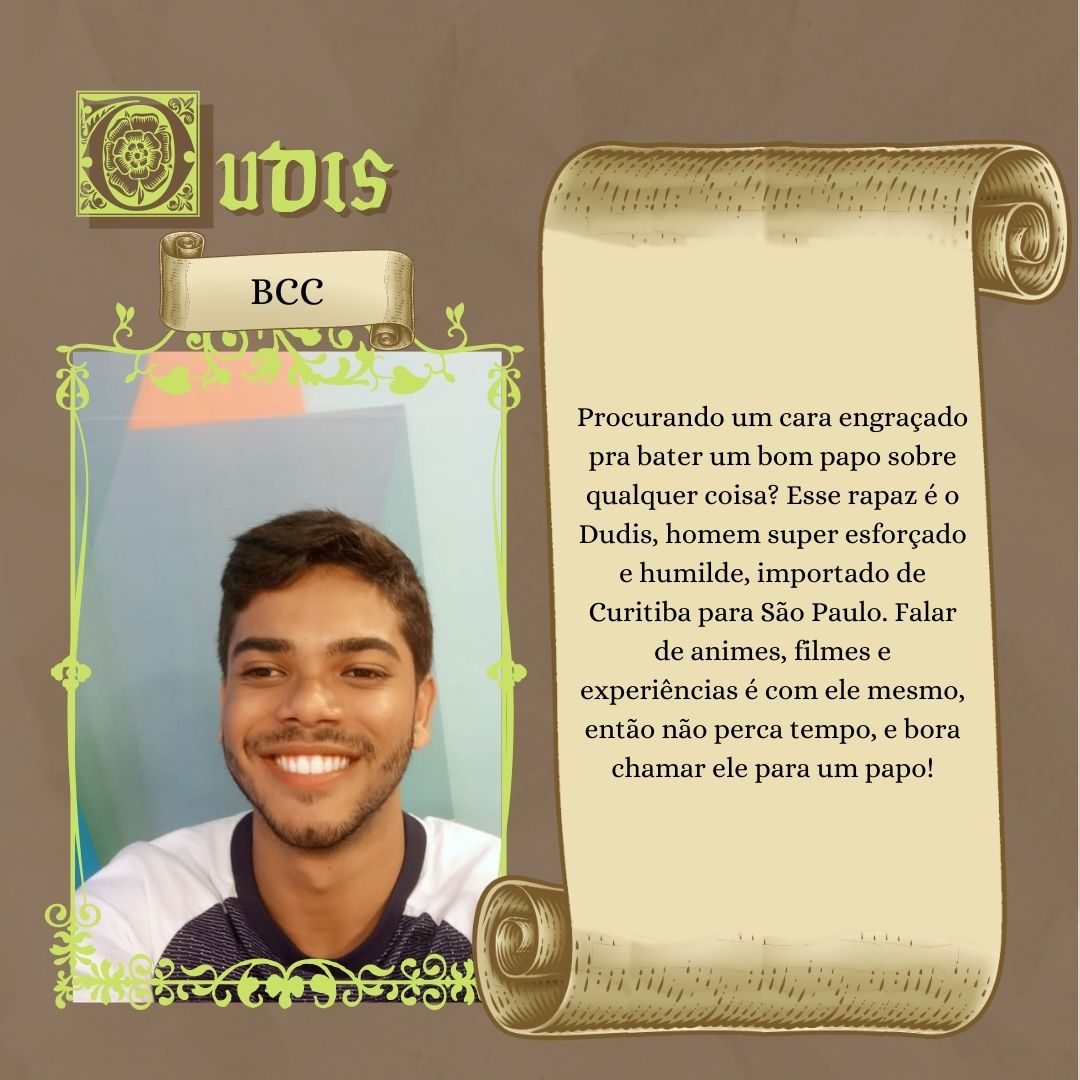 Dudis
BCC
Procurando um cara engraçado
pra bater um bom papo sobre
qualquer coisa? Esse rapaz é o
Dudis, homem super esforçado
e humilde, importado de
Curitiba para São Paulo. Falar
de animes, filmes e
experiências é com ele mesmo,
então não perca tempo, e bora
chamar ele para um papo!